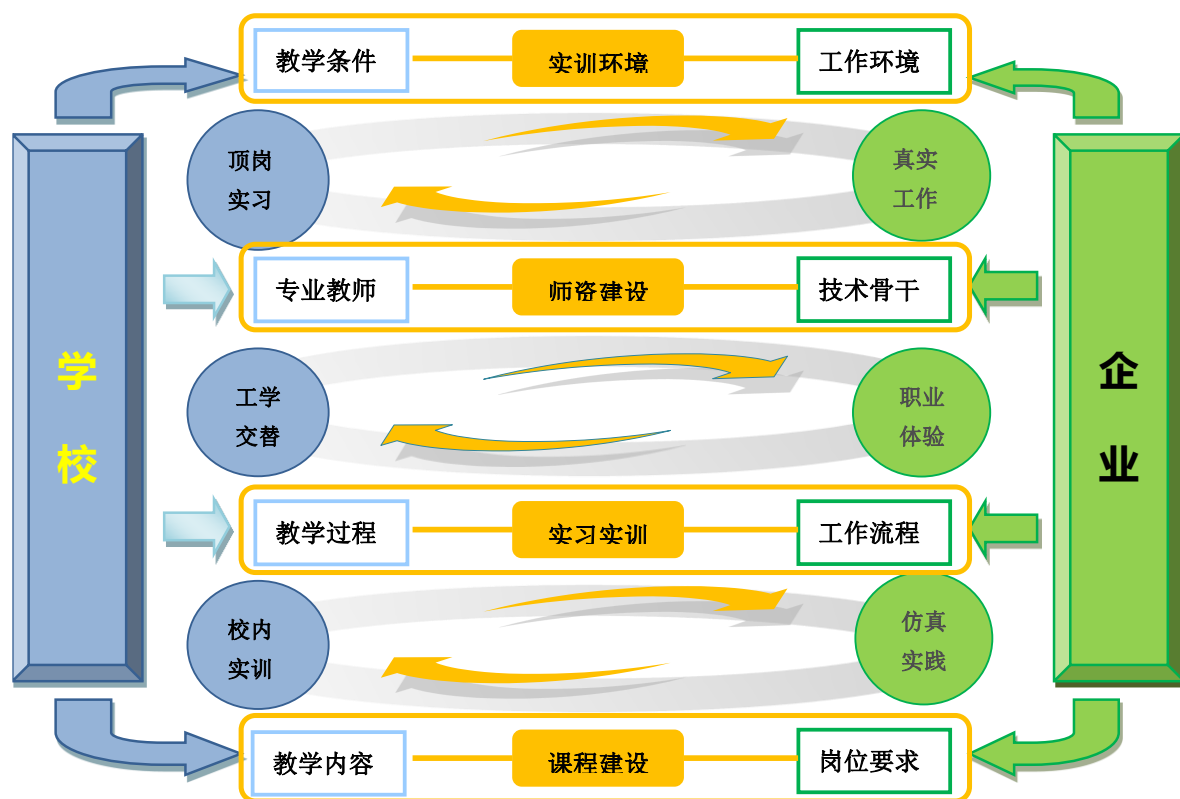 教学条件 实训环境 工作环境
顶岗
实习
真实
工作
专业教师 师资建设 技术骨干
学
校
企
业
工学
交替
职业
体验
教学过程 实习实训 工作流程
校内
实训
仿真
实践
教学内容 课程建设 岗位要求